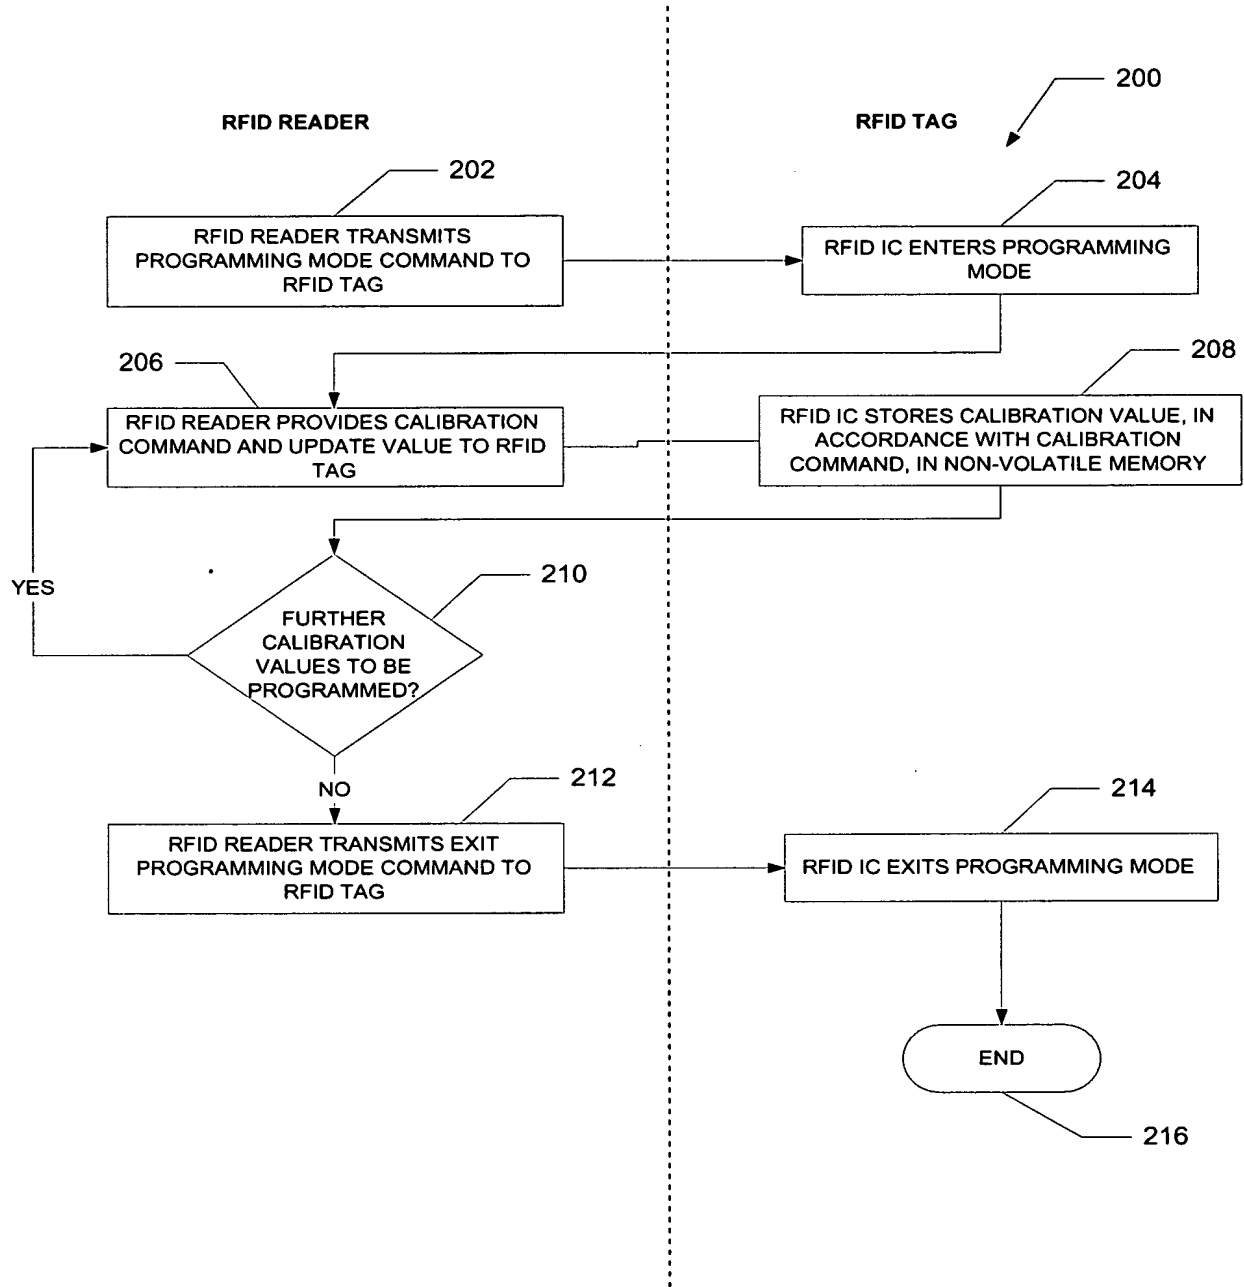 200
RFID READER
RFID TAG
202
204
RFID READER TRANSMITS
PROGRAMMING MODE COMMAND TO
RFID TAG
RFID IC ENTERS PROGRAMMING
MODE
206
208
RFID READER PROVIDES CALIBRATION
COMMAND AND UPDATE VALUE TO RFID
TAG
RFID IC STORES CALIBRATION VALUE, IN
ACCORDANCE WITH CALIBRATION
COMMAND, IN NON-VOLATILE MEMORY
YES
210
FURTHER
CALIBRATION
VALUES TO BE
PROGRAMMED?
NO
212
214
RFID READER TRANSMITS EXIT
PROGRAMMING MODE COMMAND TO
RFID TAG
RFID IC EXITS PROGRAMMING MODE
END
216